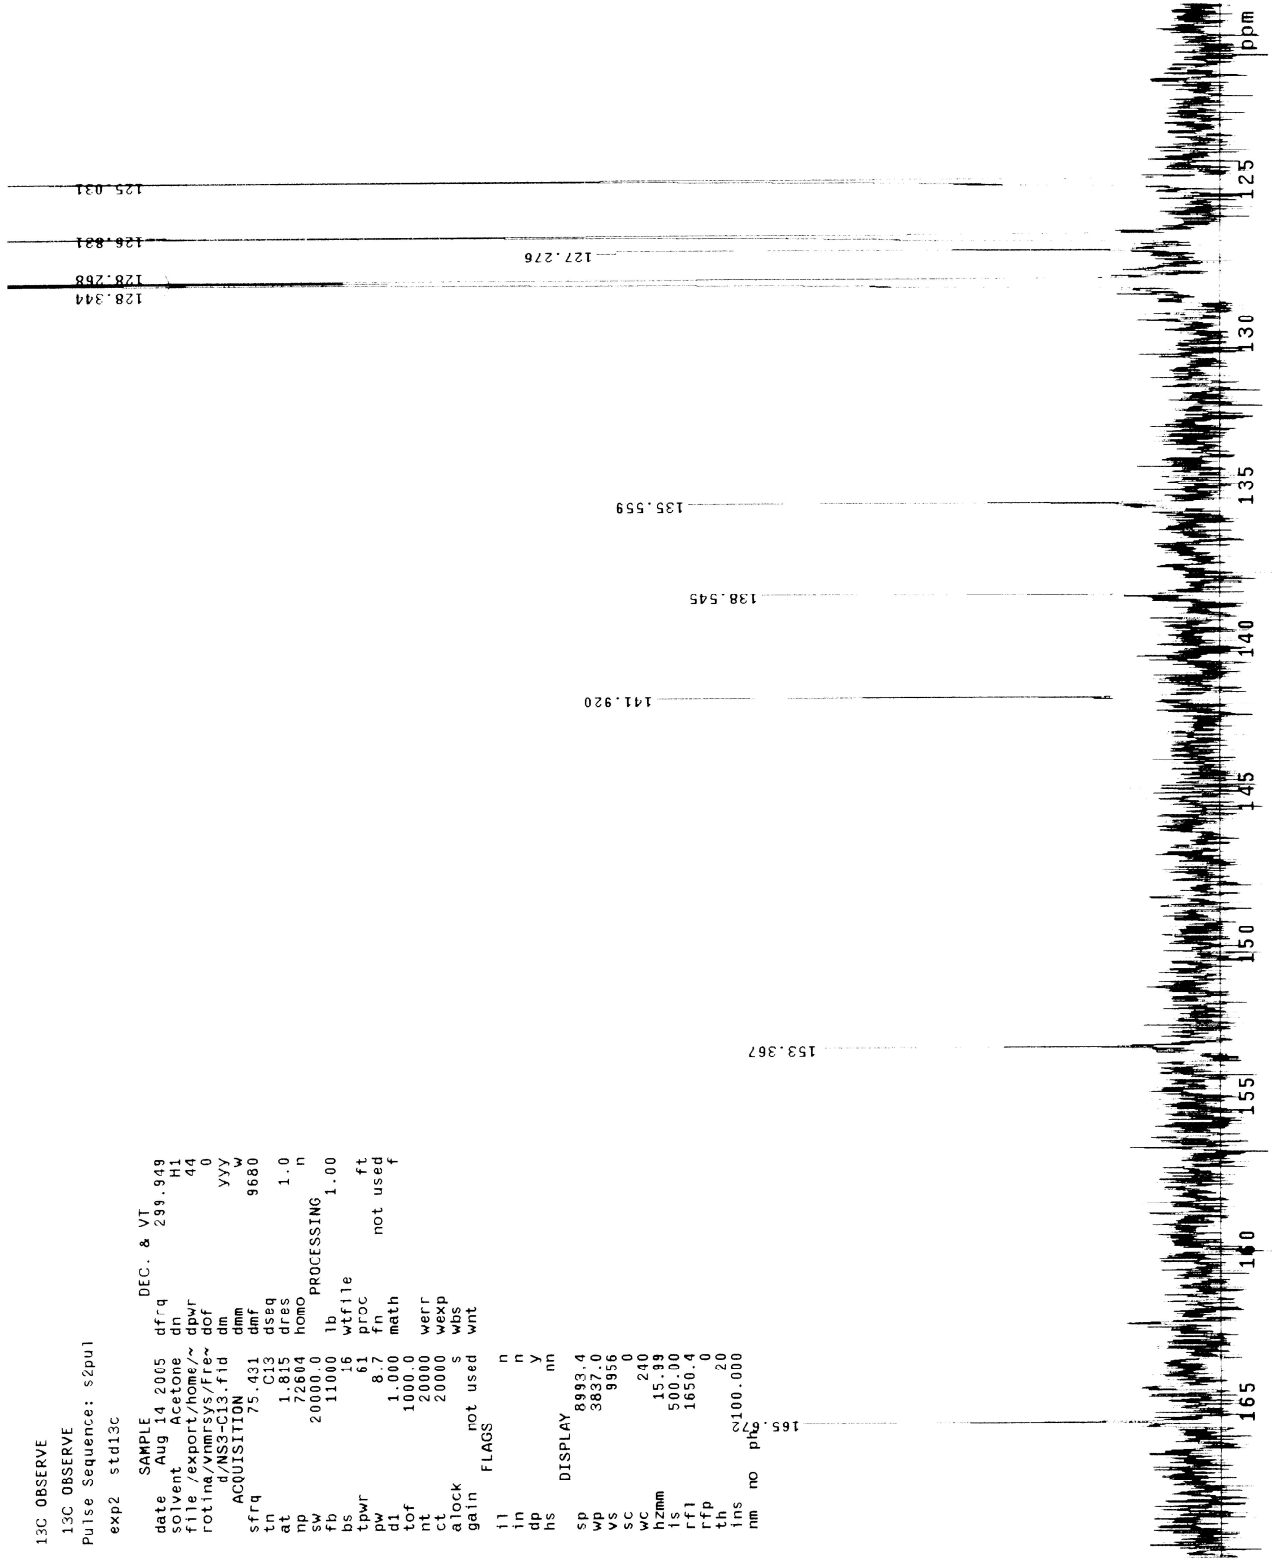 13C OBSERVE
13C OBSERVE
Pulse Sequence: s2pul
exp2 std13c
SAMPLE
date Aug 14 2005
solvent Acetone
file /export/home/~
rotina/vnmrsys/Fre~
d/NS3-C13.fid
ACQUISITION
sfrq 75.431
tn C13
at 1.815
np 72604
sw 20000.0
fb 11000
bs 16
tpwr 61
pw 8.7
d1 1.000
tof 1000.0
nt 20000
ct 20000
alock s
gain not used
FLAGS
il n
in n
dp y
hs nn
DISPLAY
sp 8993.4
wp 3837.0
vs 9956
sc 0
wc 240
hzmm 15.99
is 500.00
rfl 1650.4
rfp 0
th 20
ins 100.000
nm no ph
DEC. & VT
dfrq 299.949
dn H1
dpwr 44
dof 0
dm yyy
dmm w
dmf 9680
dseq
dres 1.0
homo n
PROCESSING
lb 1.00
wtfile
proc ft
fn not used
math f
werr
wexp
wbs
wnt
165.672
153.367
141.920
138.545
135.559
128.344
128.268
127.276
126.821
125.031
165
160
155
150
145
140
135
130
125
ppm